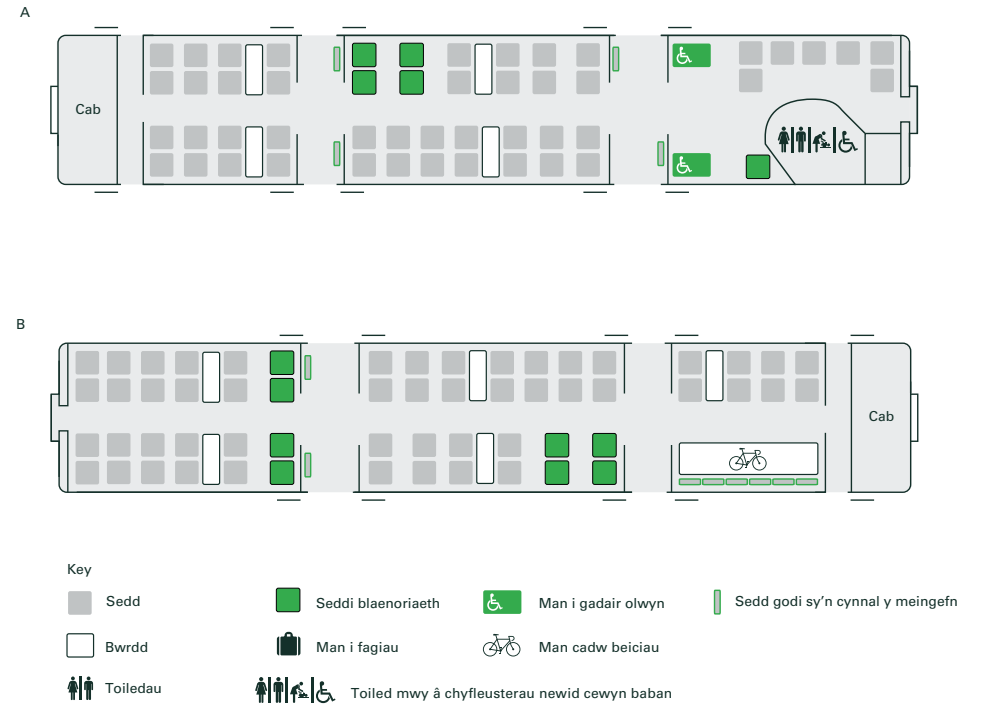 A
Cab
B
Cab
Key
Sedd
Seddi blaenoriaeth
Man i gadair olwyn
Sedd godi sy’n cynnal y meingefn
Bwrdd
Man i fagiau
Man cadw beiciau
Toiledau
Toiled mwy â chyfleusterau newid cewyn baban